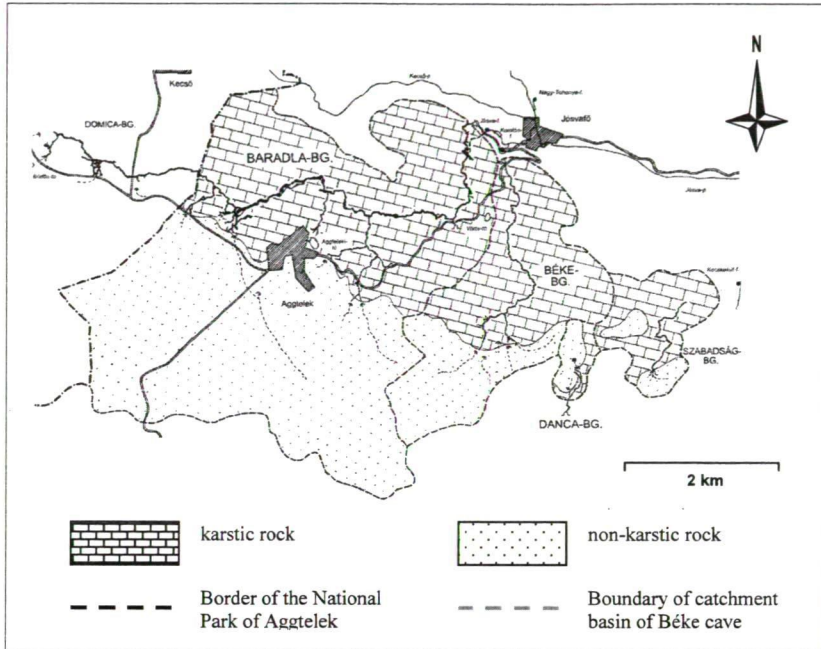 N
Kecső
DOMICA-BG.
Jósvafő
BARADLA-BG.
Aggtelek
BÉKE-
BG.
SZABADSÁG-
BG.
DANCA-BG.
2 km
karstic rock
non-karstic rock
Border of the National
Park of Aggtelek
Boundary of catchment
basin of Béke cave